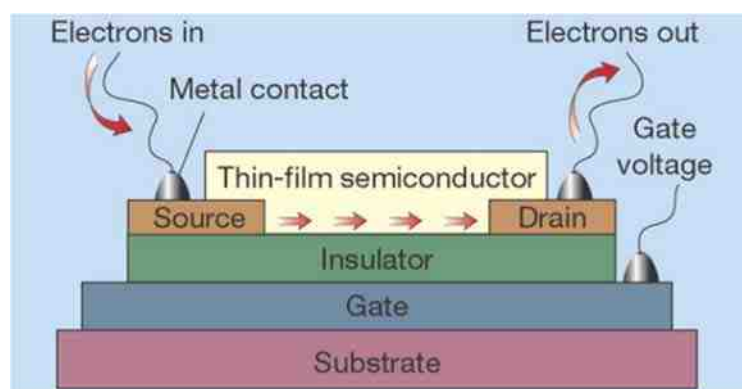 Electrons in
Electrons out
Metal contact
Gate
voltage
Thin-film semiconductor
Source
Drain
Insulator
Gate
Substrate